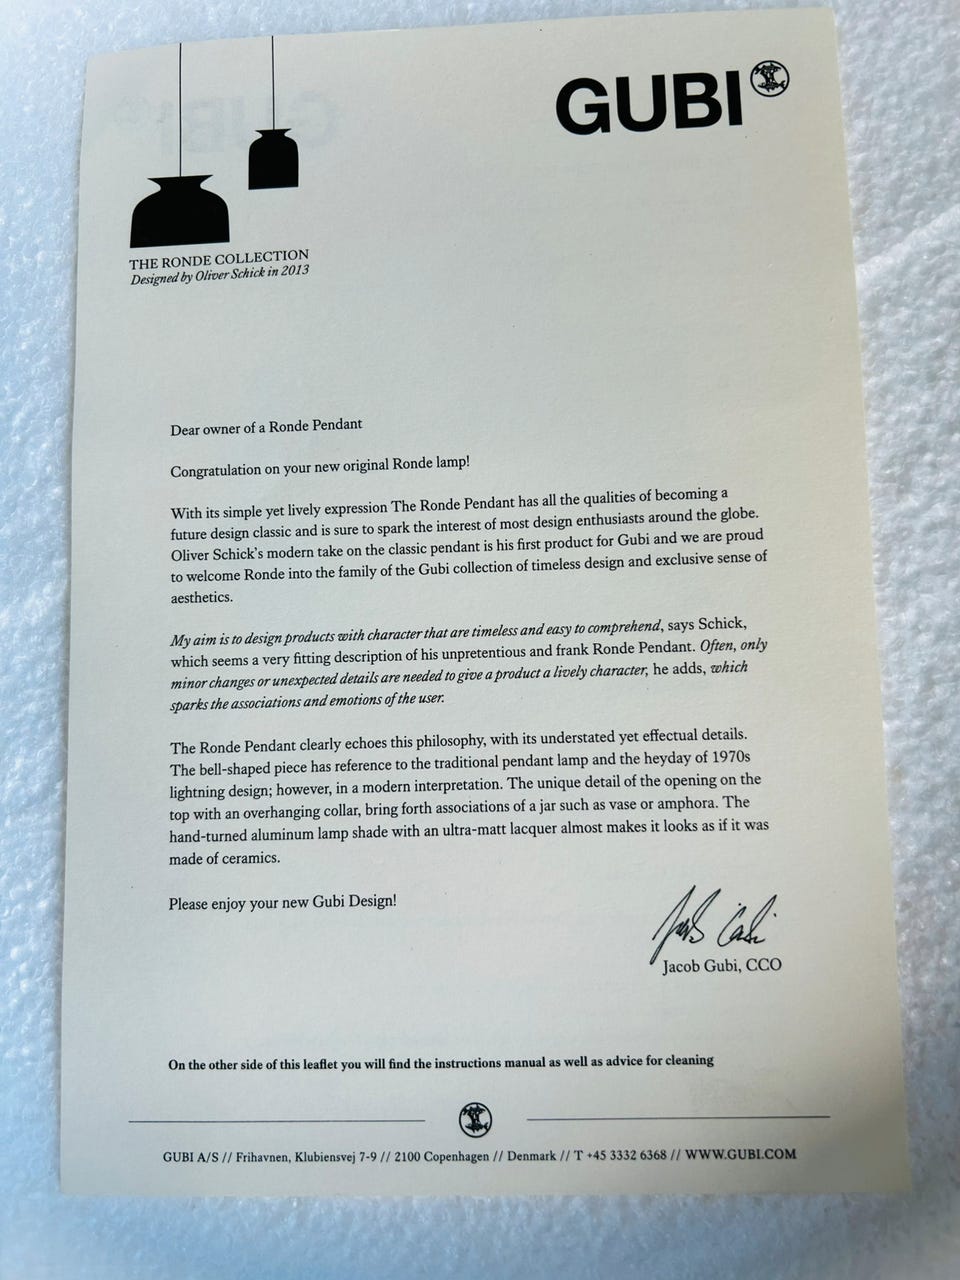 GUBI
THE RONDE COLLECTION
Designed by Oliver Schick in 2013
Dear owner of a Ronde Pendant
Congratulation on your new original Ronde lamp!
With its simple yet lively expression The Ronde Pendant has all the qualities of becoming a
future design classic and is sure to spark the interest of most design enthusiasts around the globe.
Oliver Schick's modern take on the classic pendant is his first product for Gubi and we are proud
to welcome Ronde into the family of the Gubi collection of timeless design and exclusive sense of
aesthetics.
My aim is to design products with character that are timeless and easy to comprehend, says Schick,
which seems a very fitting description of his unpretentious and frank Ronde Pendant. Often, only
minor changes or unexpected details are needed to give a product a lively character, he adds, which
sparks the associations and emotions of the user.
The Ronde Pendant clearly echoes this philosophy, with its understated yet effectual details.
The bell-shaped piece has reference to the traditional pendant lamp and the heyday of 1970s
lightning design; however, in a modern interpretation. The unique detail of the opening on the
top with an overhanging collar, bring forth associations of a jar such as vase or amphora. The
hand-turned aluminum lamp shade with an ultra-matt lacquer almost makes it looks as if it was
made of ceramics.
Please enjoy your new Gubi Design!
Jacob Gubi, CCO
On the other side of this leaflet you will find the instructions manual as well as advice for cleaning
GUBI A/S // Frihavnen, Klubiensvej 7-9 // 2100 Copenhagen // Denmark // T +45 3332 6368 // WWW.GUBI.COM